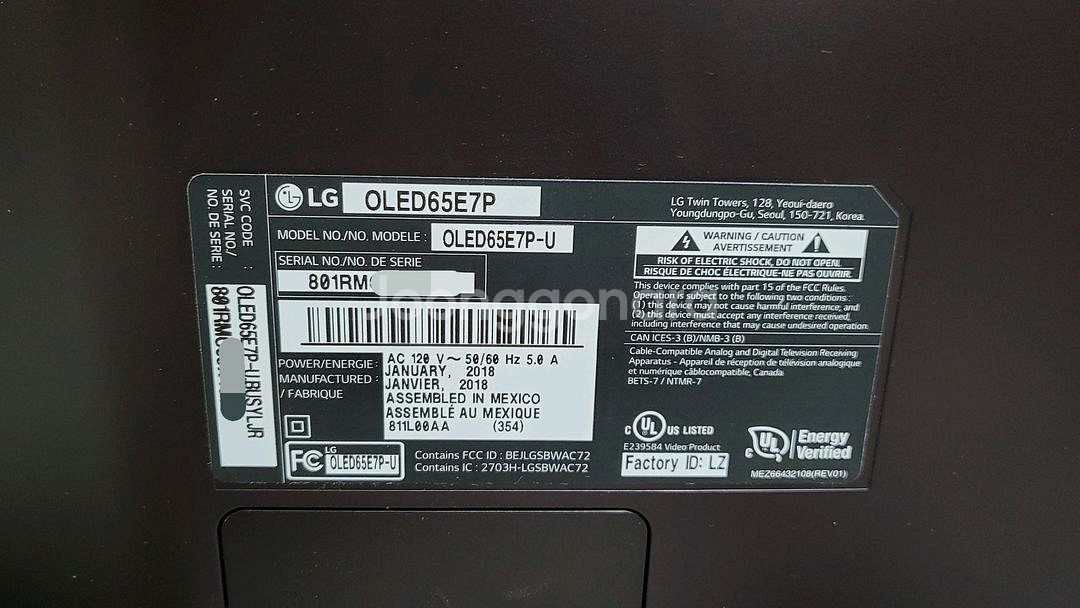 LG OLED65E7P
MODEL NO./NO. MODELE : OLED65E7P-U
SERIAL NO./NO. DE SERIE
801RM
POWER/ENERGIE : AC 120 V~ 50/60 Hz 5.0 A
MANUFACTURED : JANUARY, 2018
/ FABRIQUE JANVIER, 2018
ASSEMBLED IN MEXICO
ASSEMBLÉ AU MEXIQUE
811L00AA (354)
FC LG OLED65E7P-U
Contains FCC ID : BEJLGSBWAC72
Contains IC : 2703H-LGSBWAC72
LG Twin Towers, 128, Yeoui-daero
Youngdungpo-Gu, Seoul, 150-721, Korea.
WARNING / CAUTION
AVERTISSEMENT
RISK OF ELECTRIC SHOCK, DO NOT OPEN.
RISQUE DE CHOC ÉLECTRIQUE-NE PAS OUVRIR.
This device complies with part 15 of the FCC Rules.
Operation is subject to the following two conditions:
(1) this device may not cause harmful interference, and
(2) this device must accept any interference received,
including interference that may cause undesired operation.
CAN ICES-3 (B)/NMB-3 (B)
Cable-Compatible Analog and Digital Television Receiving
Apparatus - Appareil de réception de télévision analogique
et numérique câblocompatible, Canada
BETS-7 / NTMR-7
C UL US LISTED
E239584 Video Product
Factory ID: LZ
UL Energy
Verified
MEZ66432108(REV01)
SVC CODE : OLED65E7P-U.BUSYLJR
SERIAL NO./
NO. DE SERIE : 801RM